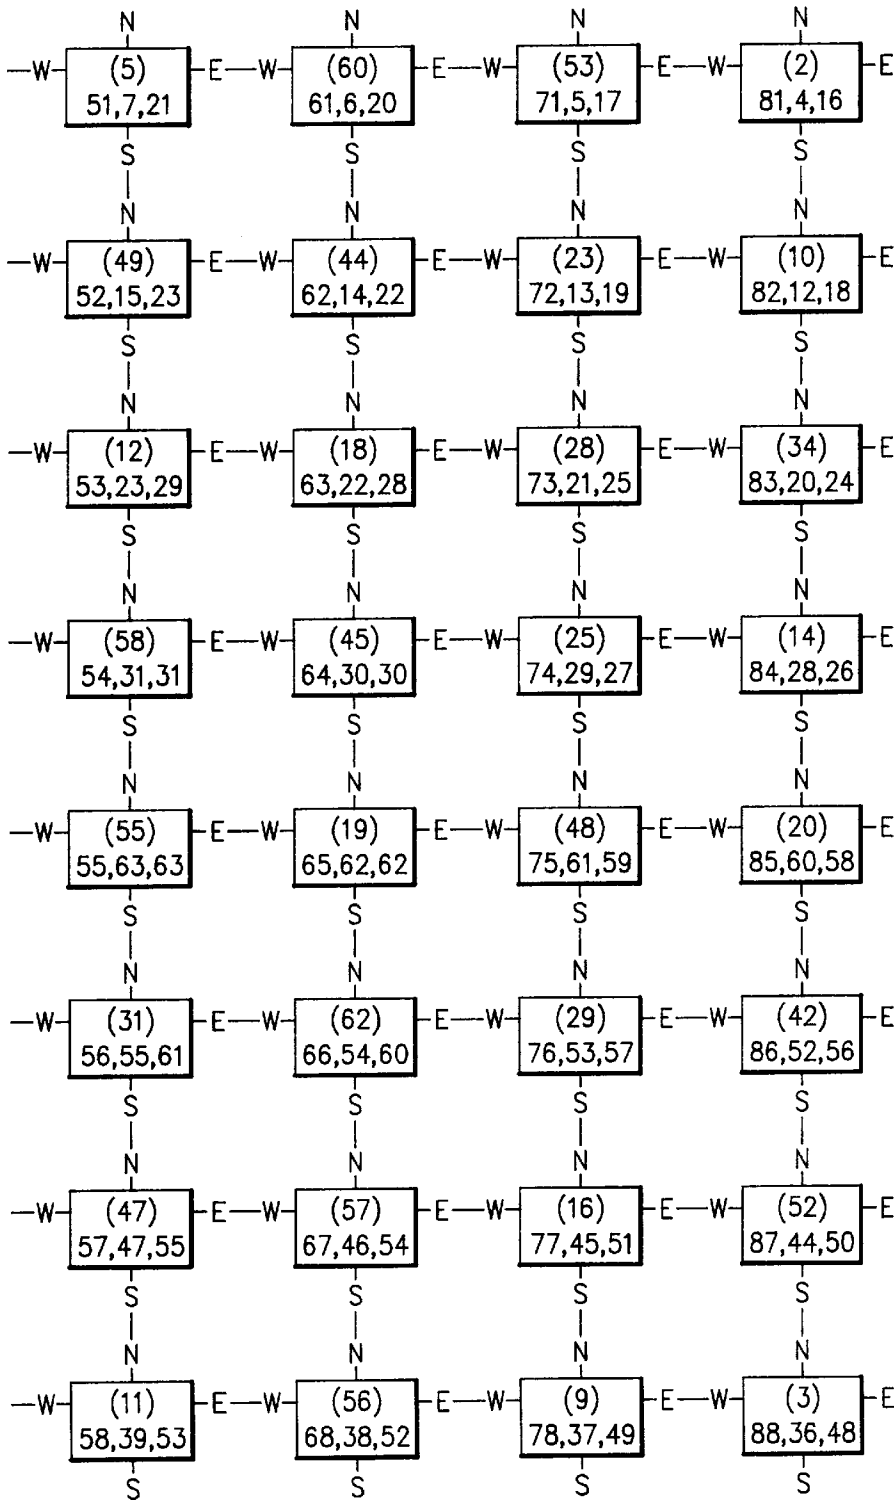 N N N N
W (5) E W (60) E W (53) E W (2) E
51,7,21 61,6,20 71,5,17 81,4,16
S S S S
N N N N
W (49) E W (44) E W (23) E W (10) E
52,15,23 62,14,22 72,13,19 82,12,18
S S S S
N N N N
W (12) E W (18) E W (28) E W (34) E
53,23,29 63,22,28 73,21,25 83,20,24
S S S S
N N N N
W (58) E W (45) E W (25) E W (14) E
54,31,31 64,30,30 74,29,27 84,28,26
S S S S
N N N N
W (55) E W (19) E W (48) E W (20) E
55,63,63 65,62,62 75,61,59 85,60,58
S S S S
N N N N
W (31) E W (62) E W (29) E W (42) E
56,55,61 66,54,60 76,53,57 86,52,56
S S S S
N N N N
W (47) E W (57) E W (16) E W (52) E
57,47,55 67,46,54 77,45,51 87,44,50
S S S S
N N N N
W (11) E W (56) E W (9) E W (3) E
58,39,53 68,38,52 78,37,49 88,36,48
S S S S